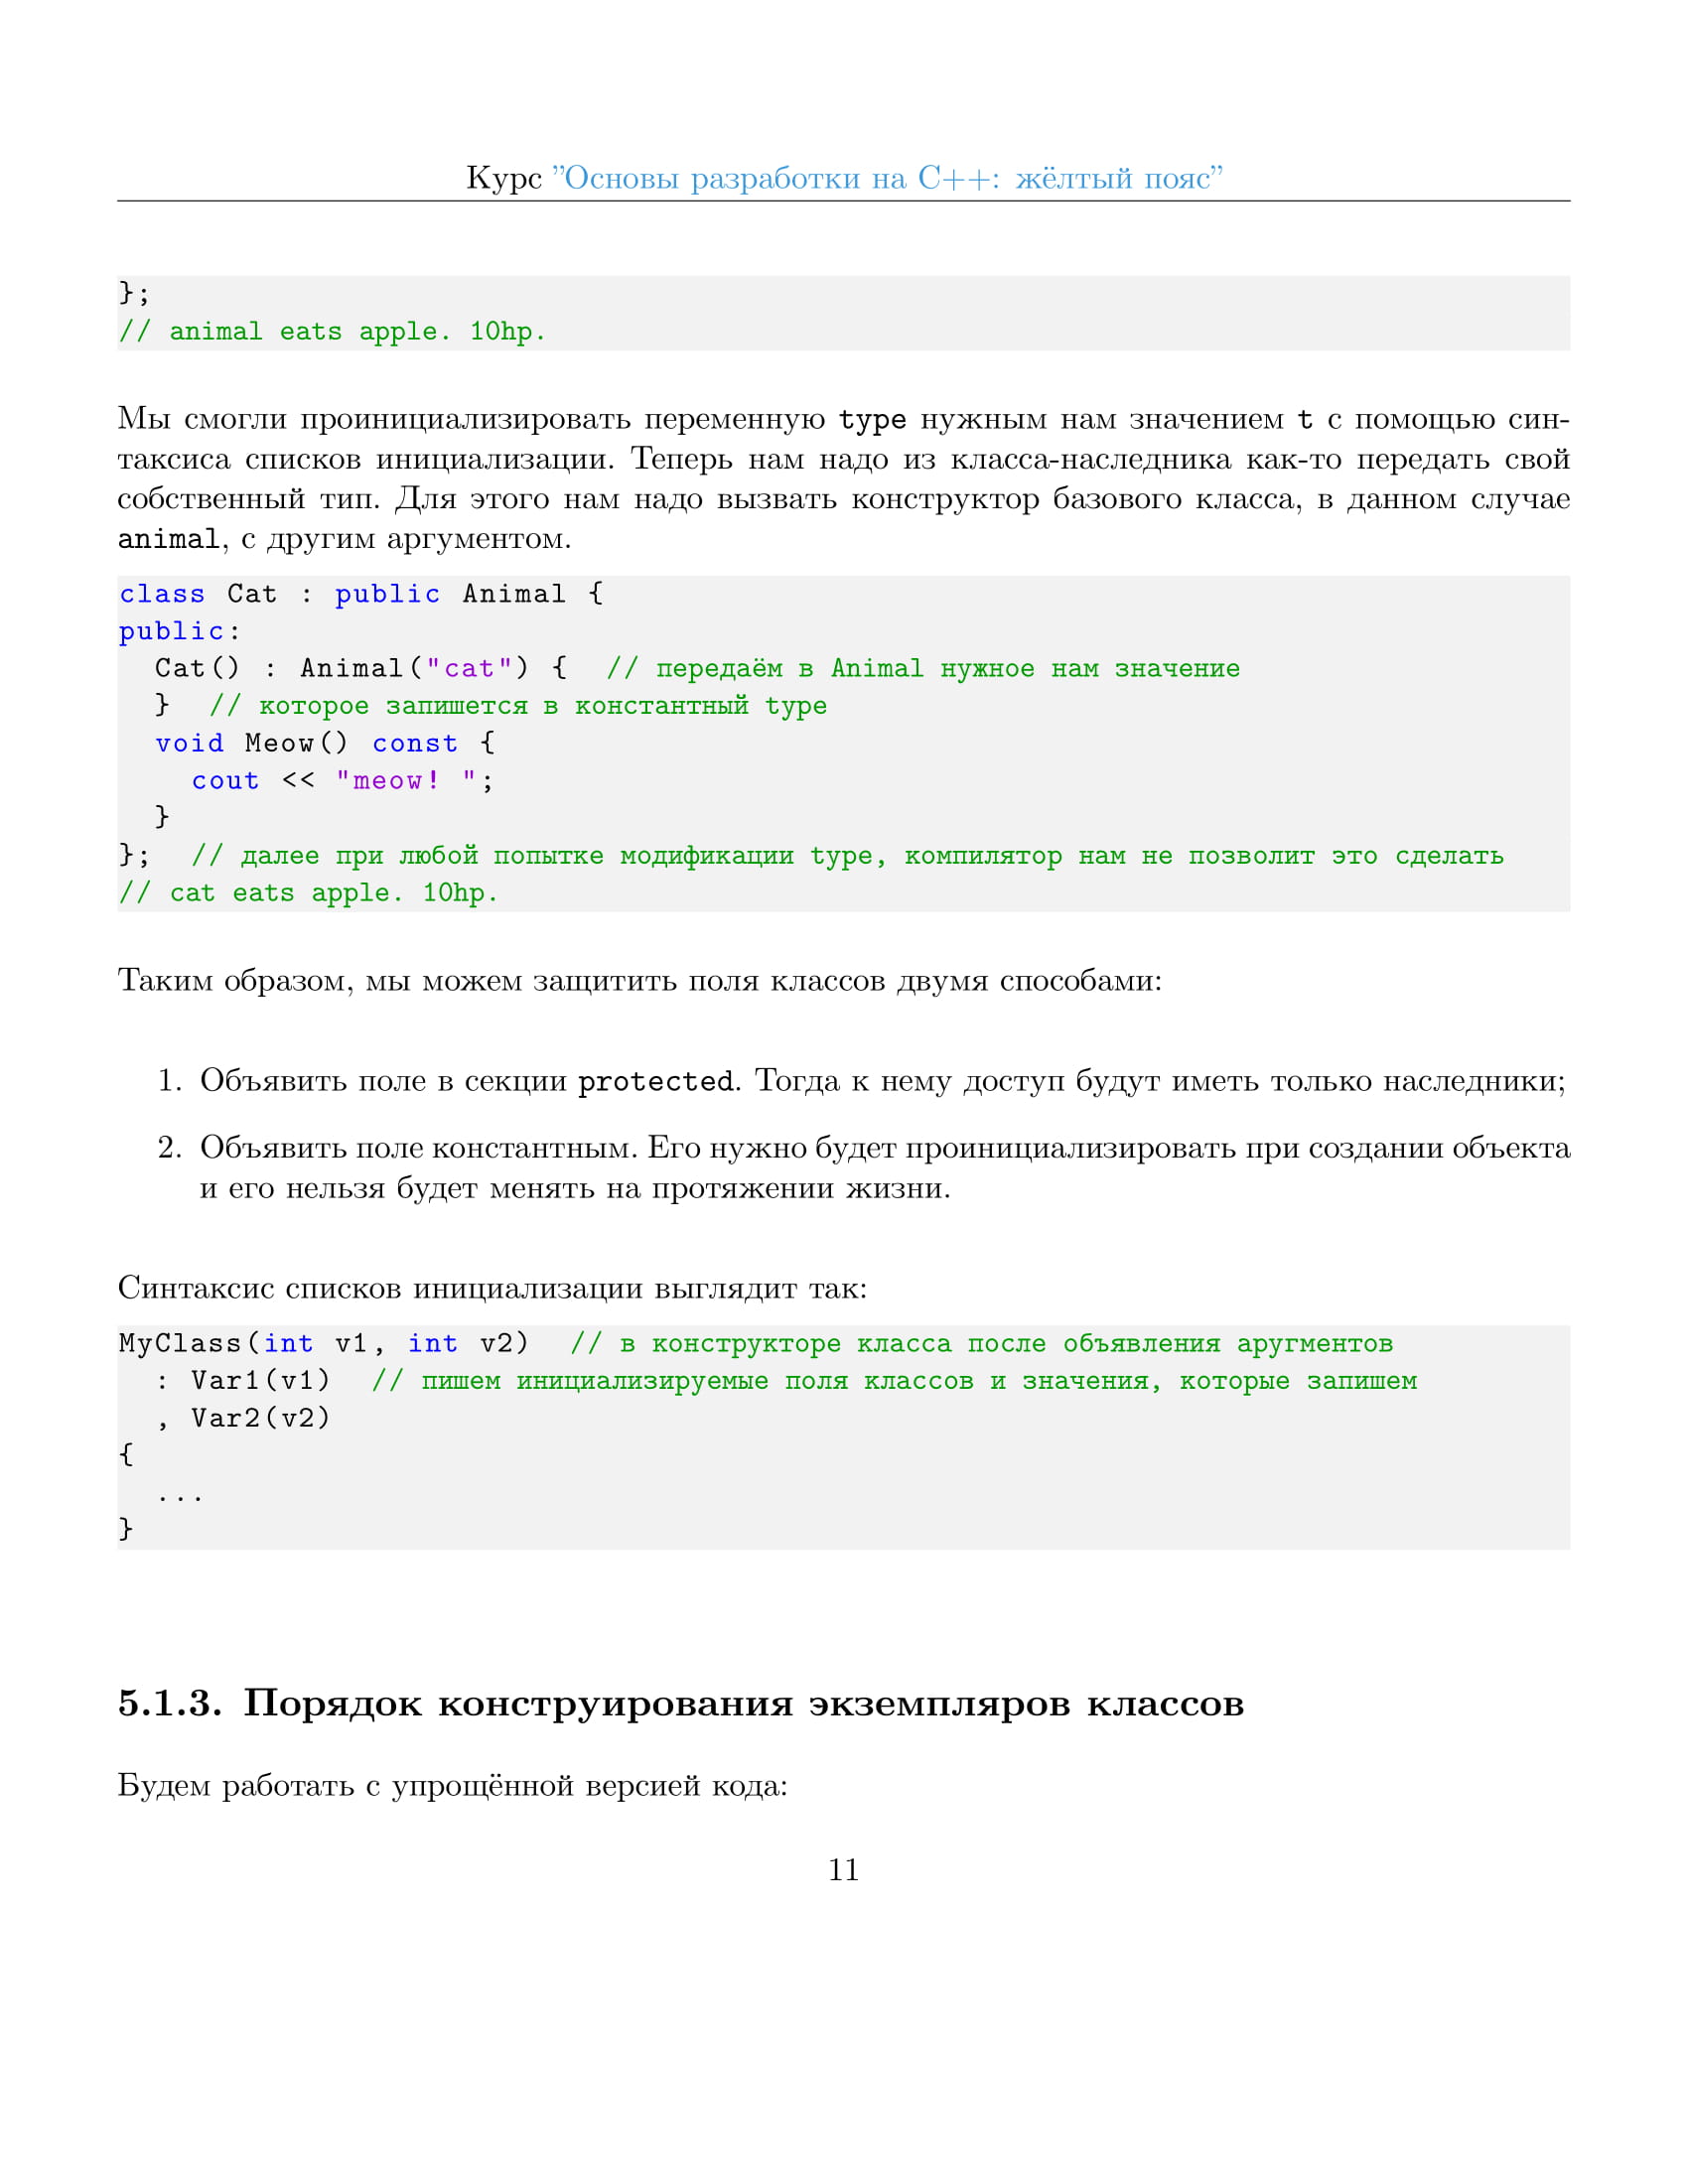 Курс ”Основы разработки на C++: жёлтый пояс”
};
// animal eats apple. 10hp.
Мы смогли проинициализировать переменную type нужным нам значением t с помощью син-
таксиса списков инициализации. Теперь нам надо из класса-наследника как-то передать свой
собственный тип. Для этого нам надо вызвать конструктор базового класса, в данном случае
animal, с другим аргументом.
class Cat : public Animal {
public:
  Cat() : Animal("cat") {  // передаём в Animal нужное нам значение
  }  // которое запишется в константный type
  void Meow() const {
    cout << "meow! ";
  }
};  // далее при любой попытке модификации type, компилятор нам не позволит это сделать
// cat eats apple. 10hp.
Таким образом, мы можем защитить поля классов двумя способами:
1. Объявить поле в секции protected. Тогда к нему доступ будут иметь только наследники;
2. Объявить поле константным. Его нужно будет проинициализировать при создании объекта
и его нельзя будет менять на протяжении жизни.
Синтаксис списков инициализации выглядит так:
MyClass(int v1, int v2)  // в конструкторе класса после объявления аругментов
  : Var1(v1)  // пишем инициализируемые поля классов и значения, которые запишем
  , Var2(v2)
{
  ...
}
5.1.3. Порядок конструирования экземпляров классов
Будем работать с упрощённой версией кода:
11